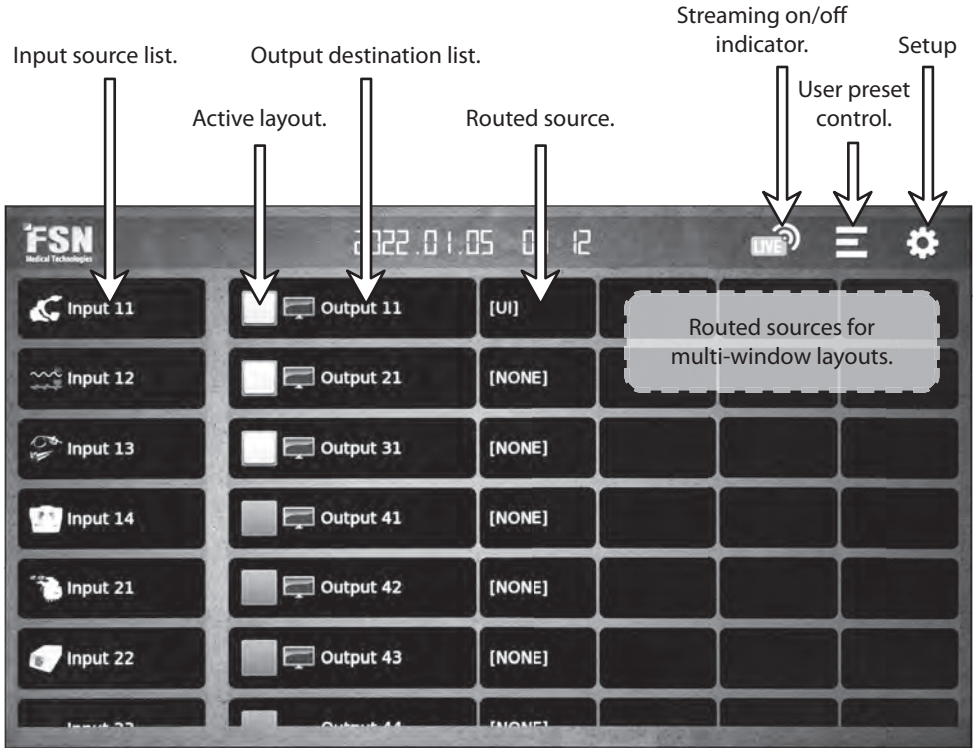 Streaming on/off
indicator.
Setup
Input source list.
Output destination list.
User preset
control.
Active layout.
Routed source.
FSN
Medical Technologies
LIVE
Input 11
Output 11
[UI]
Routed sources for
multi-window layouts.
Input 12
Output 21
[NONE]
Input 13
Output 31
[NONE]
Input 14
Output 41
[NONE]
Input 21
Output 42
[NONE]
Input 22
Output 43
[NONE]